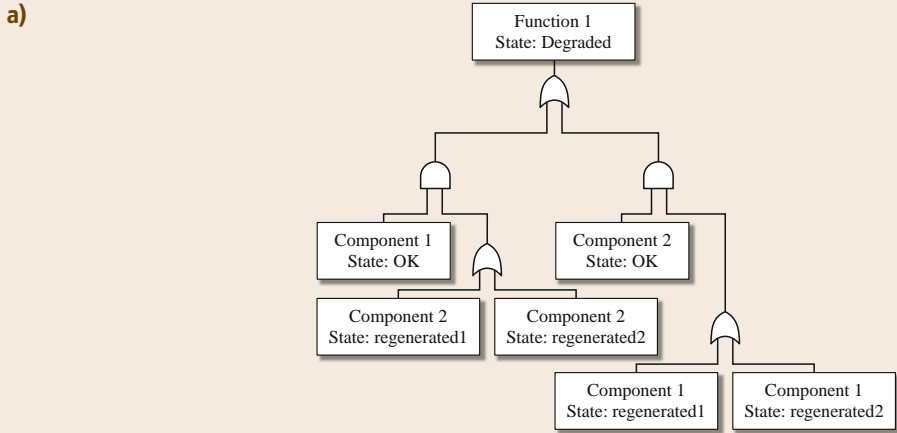 a)
Function 1
State: Degraded
Component 1
State: OK
Component 2
State: OK
Component 2
State: regenerated1
Component 2
State: regenerated2
Component 1
State: regenerated1
Component 1
State: regenerated2